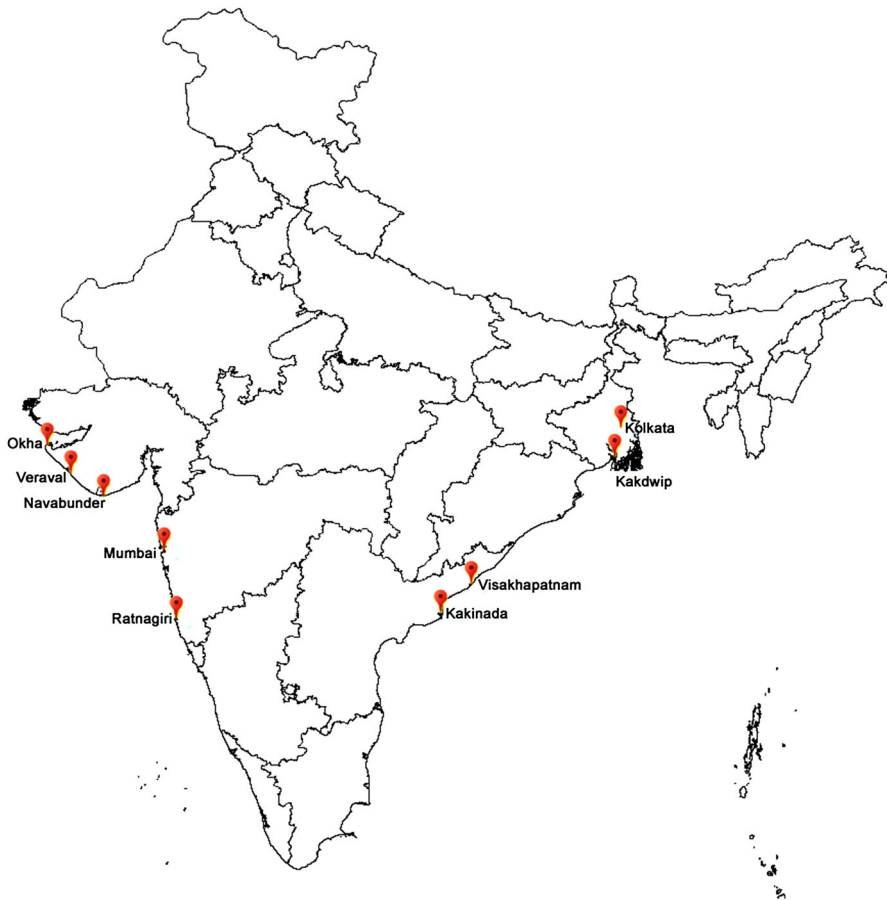 Kolkata
Okha
Veraval
Kakdwip
Navabunder
Mumbai
Visakhapatnam
Kakinada
Ratnagiri